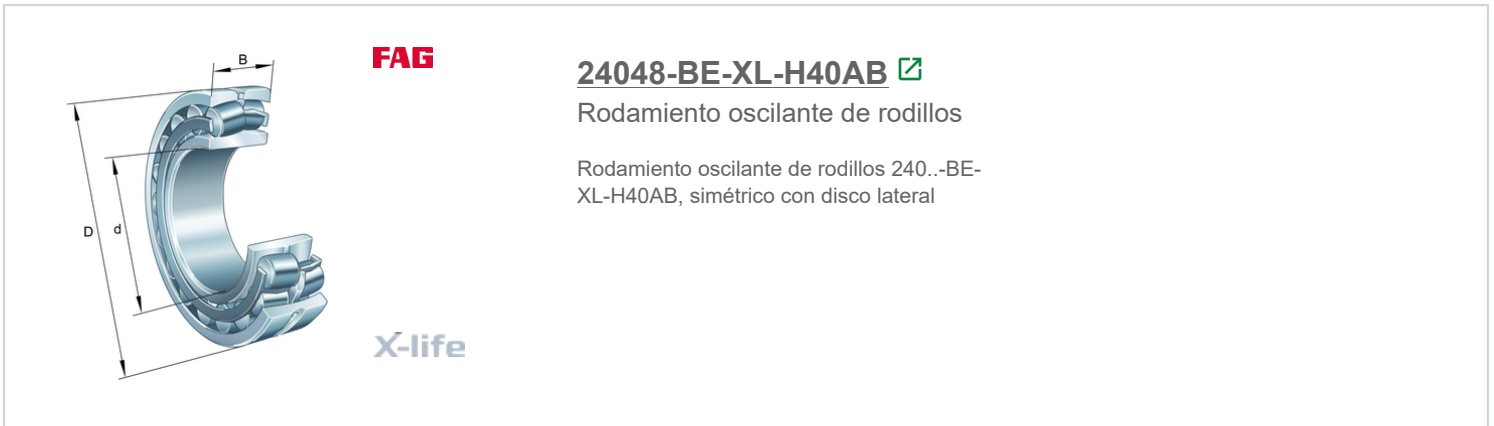 B
FAG
D
d
X-life
24048-BE-XL-H40AB
Rodamiento oscilante de rodillos
Rodamiento oscilante de rodillos 240..-BE-
XL-H40AB, simétrico con disco lateral